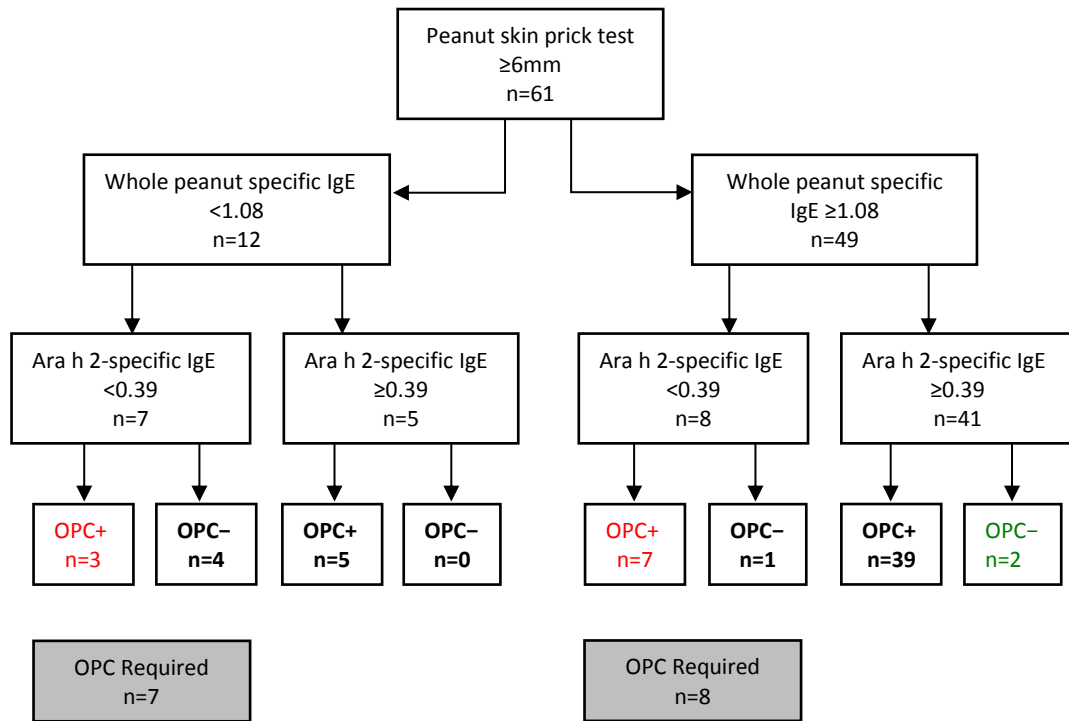 Peanut skin prick test
≥6mm
n=61
Whole peanut specific IgE
<1.08
n=12
Whole peanut specific
IgE ≥1.08
n=49
Ara h 2-specific IgE
<0.39
n=7
Ara h 2-specific IgE
≥0.39
n=5
Ara h 2-specific IgE
<0.39
n=8
Ara h 2-specific IgE
≥0.39
n=41
OPC+
n=3
OPC−
n=4
OPC+
n=5
OPC−
n=0
OPC+
n=7
OPC−
n=1
OPC+
n=39
OPC−
n=2
OPC Required
n=7
OPC Required
n=8